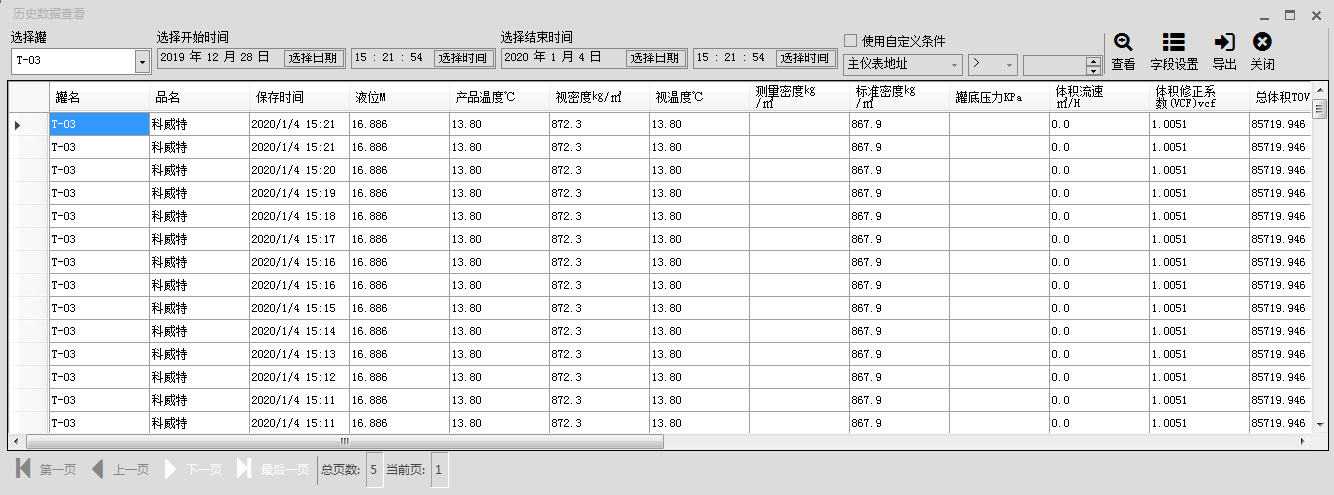 历史数据查看
选择罐 选择开始时间 选择结束时间
使用自定义条件
T-03 2019 年 12 月 28 日 选择日期 15 : 21 : 54 选择时间 2020 年 1 月 4 日 选择日期 15 : 21 : 54 选择时间 主仪表地址 > 查看 字段设置 导出 关闭
罐名 品名 保存时间 液位M 产品温度℃ 视密度kg/㎥ 视温度℃ 测量密度kg/㎥ 标准密度kg/㎥ 罐底压力KPa 体积流速㎥/H 体积修正系数(VCF)vcf 总体积TOV
T-03 科威特 2020/1/4 15:21 16.886 13.80 872.3 13.80 867.9 0.0 1.0051 85719.946
T-03 科威特 2020/1/4 15:21 16.886 13.80 872.3 13.80 867.9 0.0 1.0051 85719.946
T-03 科威特 2020/1/4 15:20 16.886 13.80 872.3 13.80 867.9 0.0 1.0051 85719.946
T-03 科威特 2020/1/4 15:19 16.886 13.80 872.3 13.80 867.9 0.0 1.0051 85719.946
T-03 科威特 2020/1/4 15:18 16.886 13.80 872.3 13.80 867.9 0.0 1.0051 85719.946
T-03 科威特 2020/1/4 15:17 16.886 13.80 872.3 13.80 867.9 0.0 1.0051 85719.946
T-03 科威特 2020/1/4 15:16 16.886 13.80 872.3 13.80 867.9 0.0 1.0051 85719.946
T-03 科威特 2020/1/4 15:16 16.886 13.80 872.3 13.80 867.9 0.0 1.0051 85719.946
T-03 科威特 2020/1/4 15:15 16.886 13.80 872.3 13.80 867.9 0.0 1.0051 85719.946
T-03 科威特 2020/1/4 15:14 16.886 13.80 872.3 13.80 867.9 0.0 1.0051 85719.946
T-03 科威特 2020/1/4 15:13 16.886 13.80 872.3 13.80 867.9 0.0 1.0051 85719.946
T-03 科威特 2020/1/4 15:12 16.886 13.80 872.3 13.80 867.9 0.0 1.0051 85719.946
T-03 科威特 2020/1/4 15:11 16.886 13.80 872.3 13.80 867.9 0.0 1.0051 85719.946
T-03 科威特 2020/1/4 15:11 16.886 13.80 872.3 13.80 867.9 0.0 1.0051 85719.946
第一页 上一页 下一页 最后一页 总页数: 5 当前页: 1